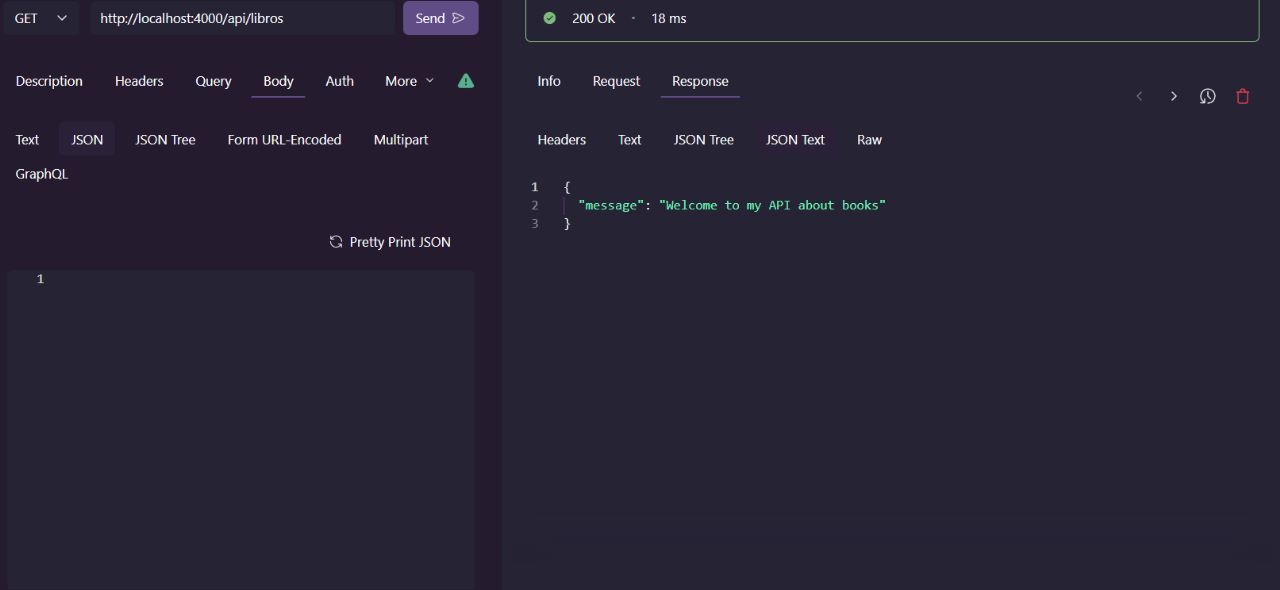 GET
http://localhost:4000/api/libros
Send
Description Headers Query Body Auth More
Text JSON JSON Tree Form URL-Encoded Multipart
GraphQL
Pretty Print JSON
1
200 OK · 18 ms
Info Request Response
Headers Text JSON Tree JSON Text Raw
1 {
2 "message": "Welcome to my API about books"
3 }